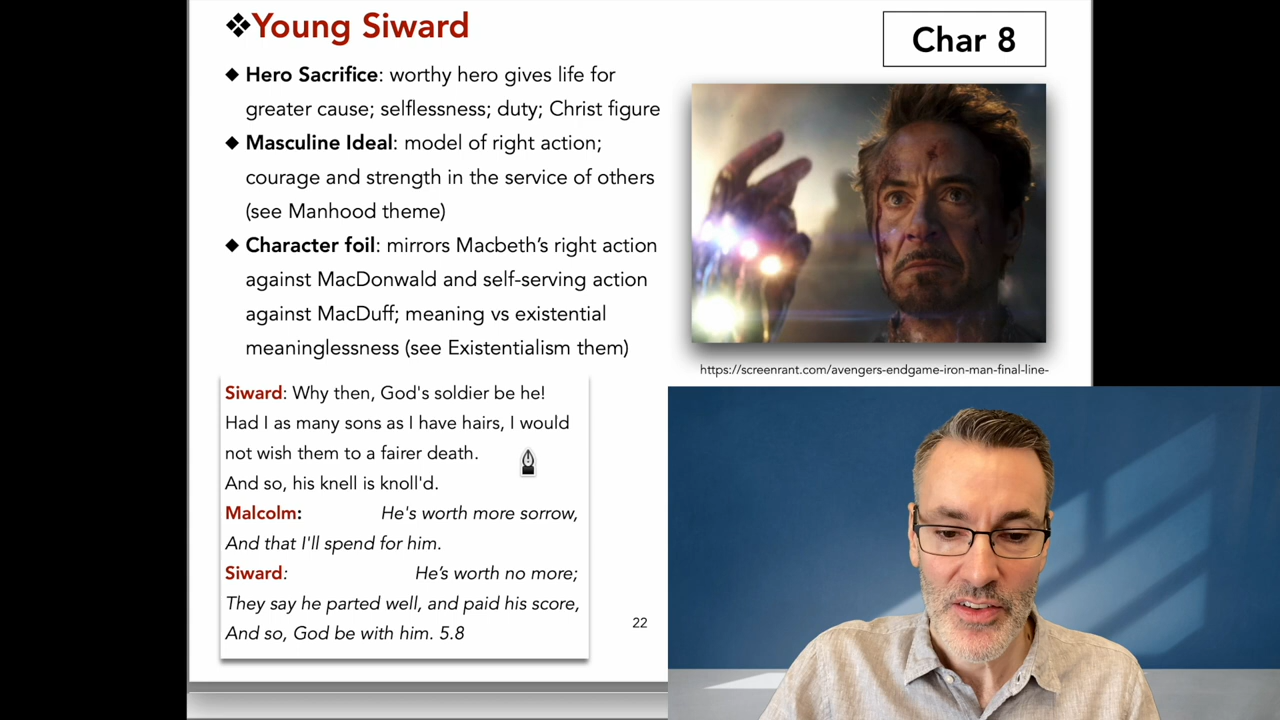 ❖Young Siward
Char 8
◆ Hero Sacrifice: worthy hero gives life for
greater cause; selflessness; duty; Christ figure
◆ Masculine Ideal: model of right action;
courage and strength in the service of others
(see Manhood theme)
◆ Character foil: mirrors Macbeth’s right action
against MacDonwald and self-serving action
against MacDuff; meaning vs existential
meaninglessness (see Existentialism them)
https://screenrant.com/avengers-endgame-iron-man-final-line-
Siward: Why then, God's soldier be he!
Had I as many sons as I have hairs, I would
not wish them to a fairer death.
And so, his knell is knoll'd.
Malcolm: He's worth more sorrow,
And that I'll spend for him.
Siward: He’s worth no more;
They say he parted well, and paid his score,
And so, God be with him. 5.8
22